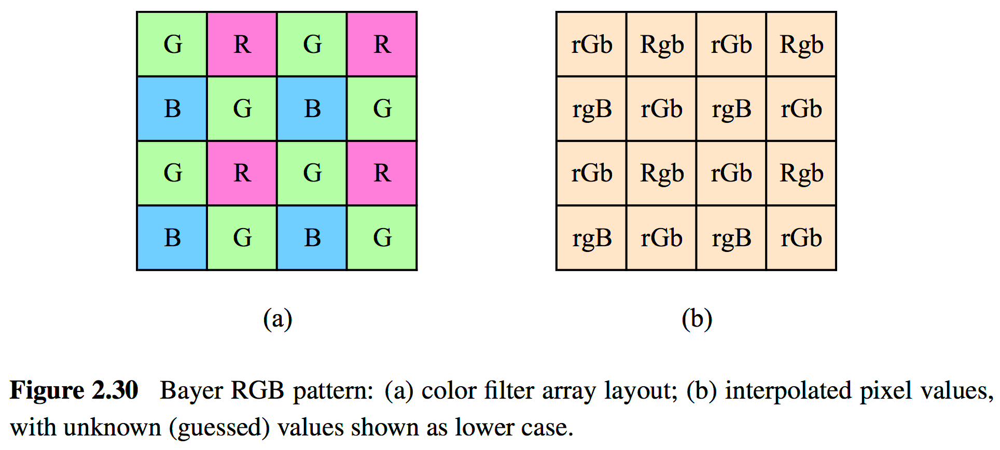 G R G R rGb Rgb rGb Rgb
B G B G rgB rGb rgB rGb
G R G R rGb Rgb rGb Rgb
B G B G rgB rGb rgB rGb
(a) (b)
Figure 2.30 Bayer RGB pattern: (a) color filter array layout; (b) interpolated pixel values,
with unknown (guessed) values shown as lower case.